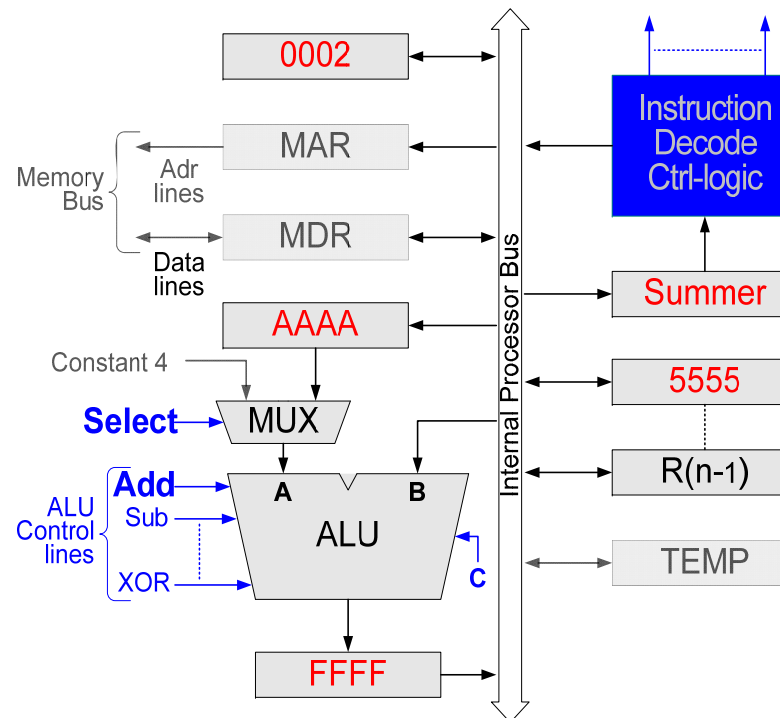 0002
Instruction
Decode
Ctrl-logic
MAR
Memory
Bus
Adr
lines
MDR
Data
lines
Internal Processor Bus
Summer
AAAA
Constant 4
5555
Select
MUX
R(n-1)
ALU
Control
lines
Add
Sub
XOR
A
B
ALU
C
TEMP
FFFF